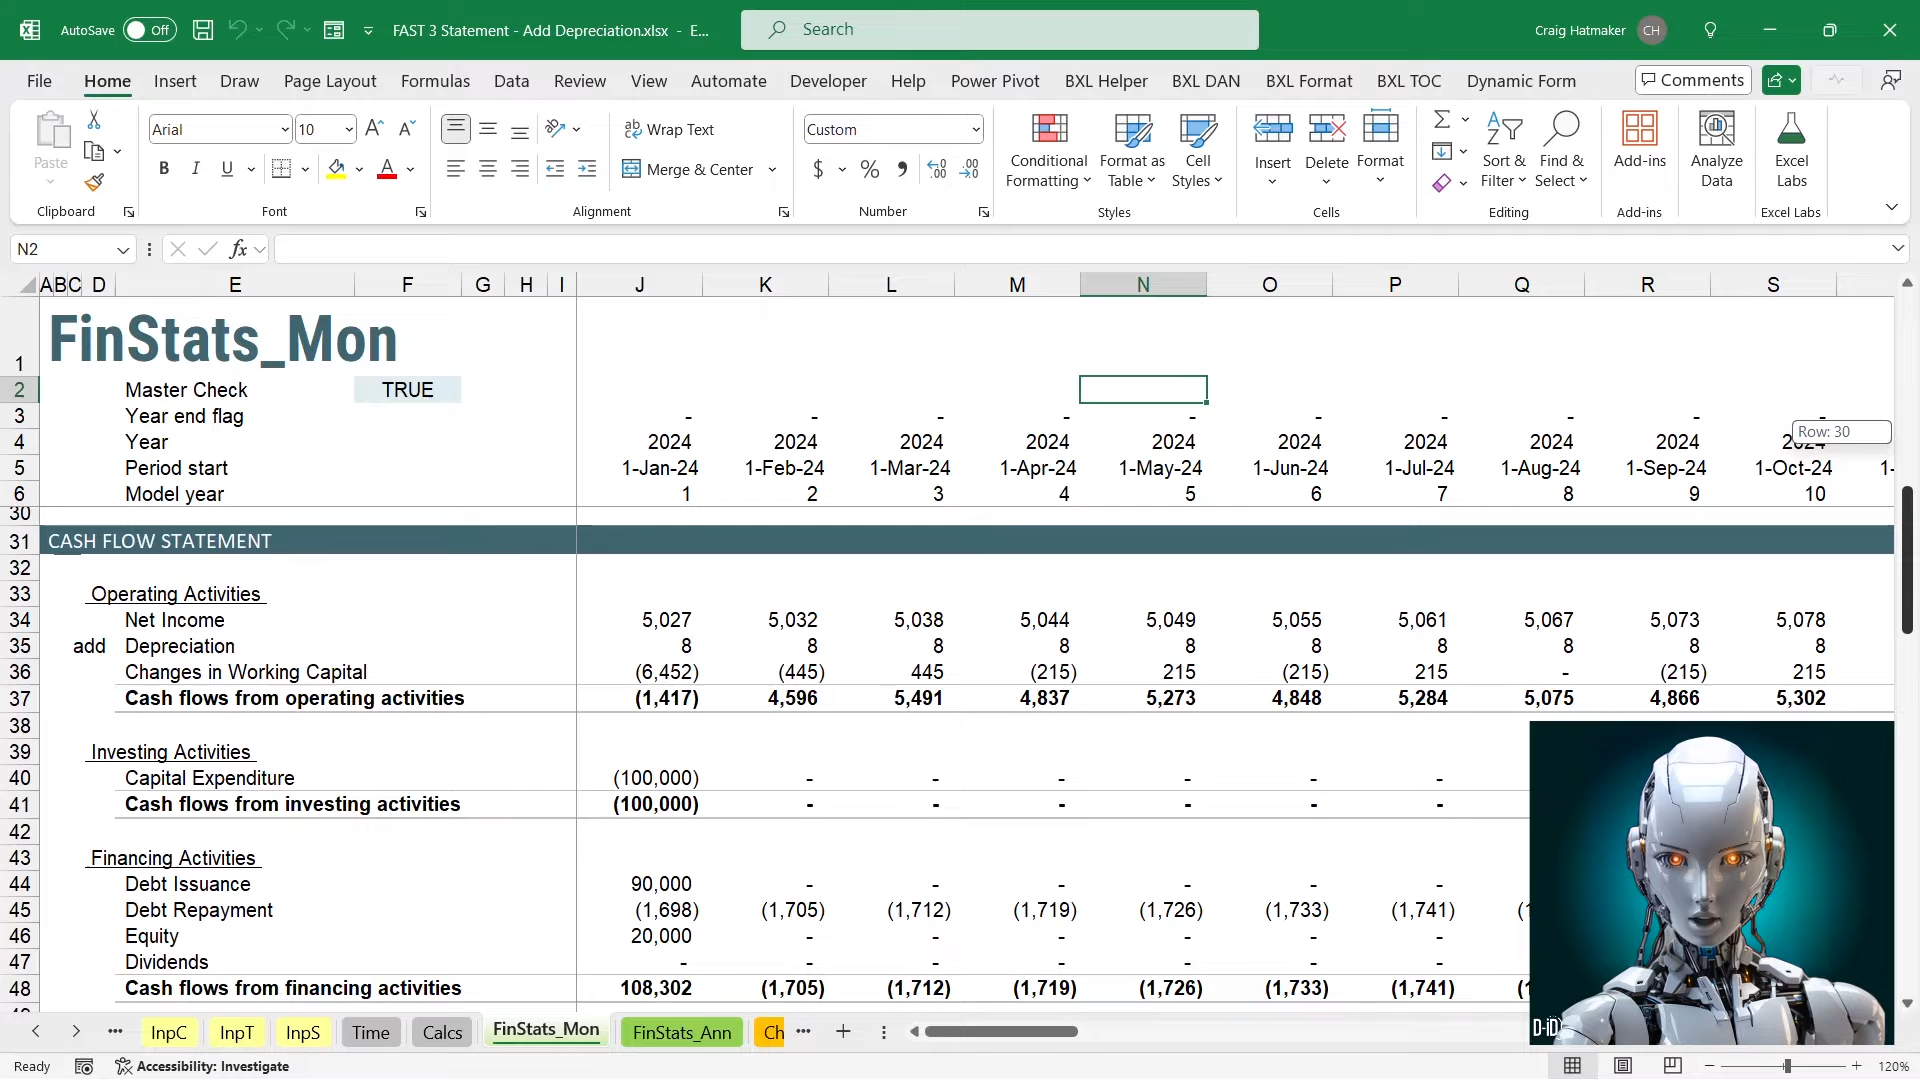 AutoSave Off FAST 3 Statement - Add Depreciation.xlsx - E... Search Craig Hatmaker CH
File Home Insert Draw Page Layout Formulas Data Review View Automate Developer Help Power Pivot BXL Helper BXL DAN BXL Format BXL TOC Dynamic Form Comments
Paste Arial 10 Wrap Text Custom Conditional Formatting Format as Table Cell Styles Insert Delete Format Sort & Filter Find & Select Add-ins Analyze Data Excel Labs
B I U Merge & Center $ %
Clipboard Font Alignment Number Styles Cells Editing Add-ins Excel Labs
N2 fx
A B C D E F G H I J K L M N O P Q R S
1 FinStats_Mon
2 Master Check TRUE
3 Year end flag - - - - - - - - - -
4 Year 2024 2024 2024 2024 2024 2024 2024 2024 2024 2024
Row: 30
5 Period start 1-Jan-24 1-Feb-24 1-Mar-24 1-Apr-24 1-May-24 1-Jun-24 1-Jul-24 1-Aug-24 1-Sep-24 1-Oct-24 1-
6 Model year 1 2 3 4 5 6 7 8 9 10
30
31 CASH FLOW STATEMENT
32
33 Operating Activities
34 Net Income 5,027 5,032 5,038 5,044 5,049 5,055 5,061 5,067 5,073 5,078
35 add Depreciation 8 8 8 8 8 8 8 8 8 8
36 Changes in Working Capital (6,452) (445) 445 (215) 215 (215) 215 - (215) 215
37 Cash flows from operating activities (1,417) 4,596 5,491 4,837 5,273 4,848 5,284 5,075 4,866 5,302
38
39 Investing Activities
40 Capital Expenditure (100,000) - - - - - -
41 Cash flows from investing activities (100,000) - - - - - -
42
43 Financing Activities
44 Debt Issuance 90,000 - - - - - -
45 Debt Repayment (1,698) (1,705) (1,712) (1,719) (1,726) (1,733) (1,741) (1
46 Equity 20,000 - - - - - -
47 Dividends - - - - - - -
48 Cash flows from financing activities 108,302 (1,705) (1,712) (1,719) (1,726) (1,733) (1,741) (1
D-iD
InpC InpT InpS Time Calcs FinStats_Mon FinStats_Ann Ch
Ready Accessibility: Investigate 120%